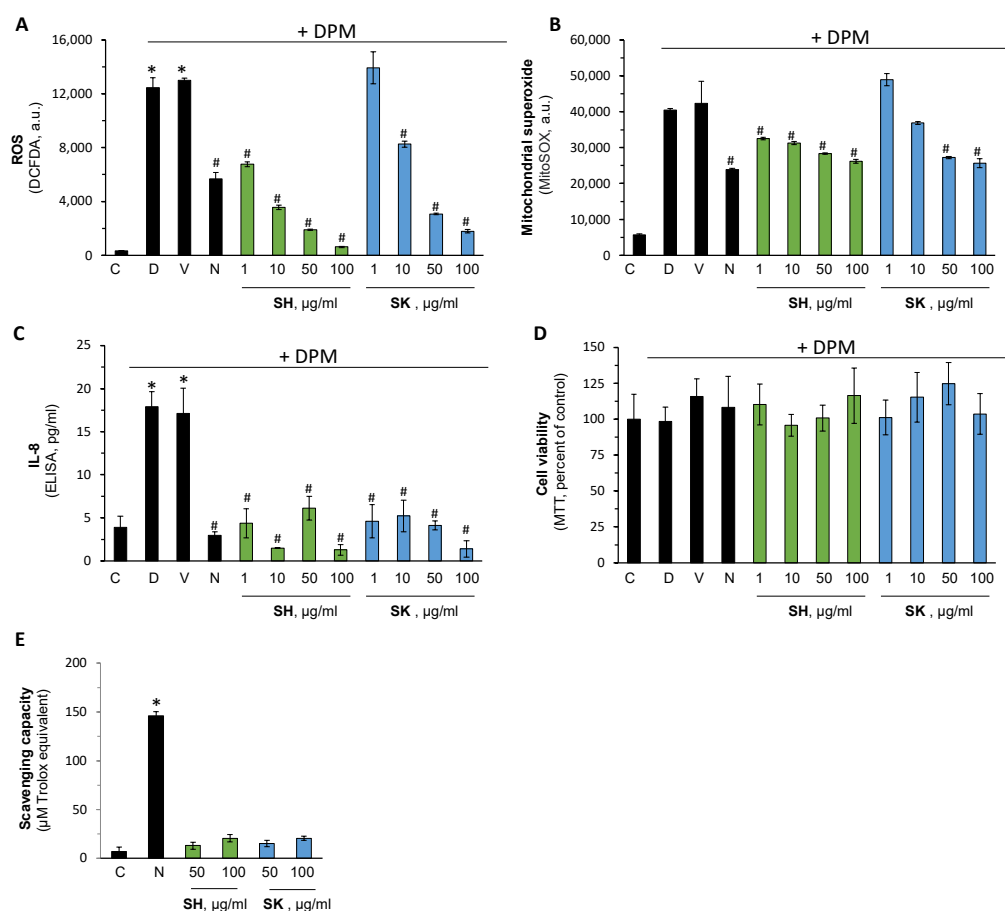 A
+ DPM
ROS
(DCFDA, a.u.)
16,000
12,000
8,000
4,000
0
* * # # # # # # # #
C D V N 1 10 50 100 1 10 50 100
SH, µg/ml SK , µg/ml
B
+ DPM
Mitochondrial superoxide
(MitoSOX, a.u.)
60,000
50,000
40,000
30,000
20,000
10,000
0
# # # # # # #
C D V N 1 10 50 100 1 10 50 100
SH, µg/ml SK , µg/ml
C
+ DPM
IL-8
(ELISA, pg/ml)
25
20
15
10
5
0
* * # # # # # # # # #
C D V N 1 10 50 100 1 10 50 100
SH, µg/ml SK , µg/ml
D
+ DPM
Cell viability
(MTT, percent of control)
150
125
100
75
50
25
0
C D V N 1 10 50 100 1 10 50 100
SH, µg/ml SK , µg/ml
E
Scavenging capacity
(µM Trolox equivalent)
200
150
100
50
0
*
C N 50 100 50 100
SH, µg/ml SK , µg/ml